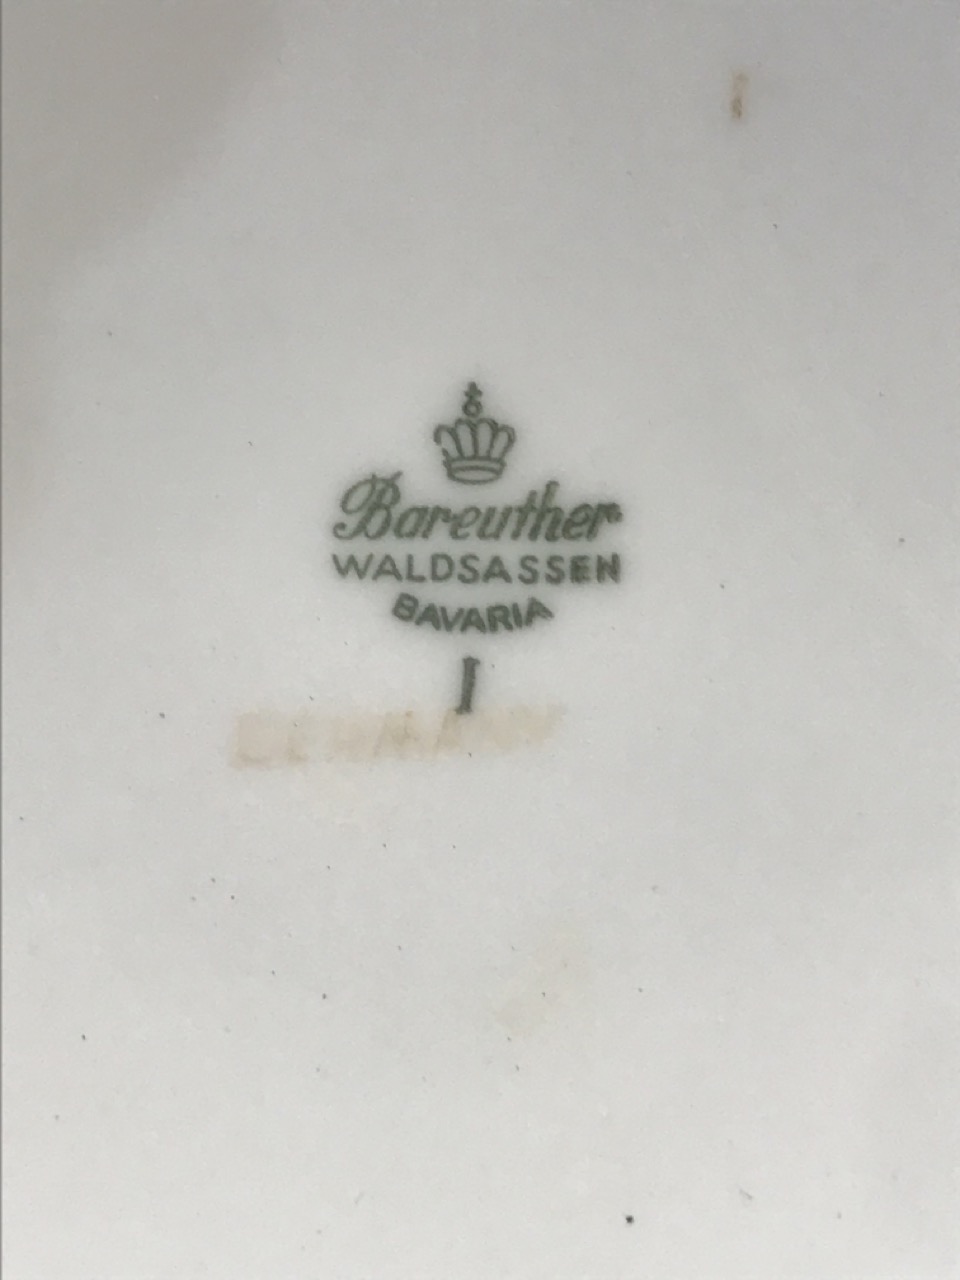 Bareuther
WALDSASSEN
BAVARIA
I